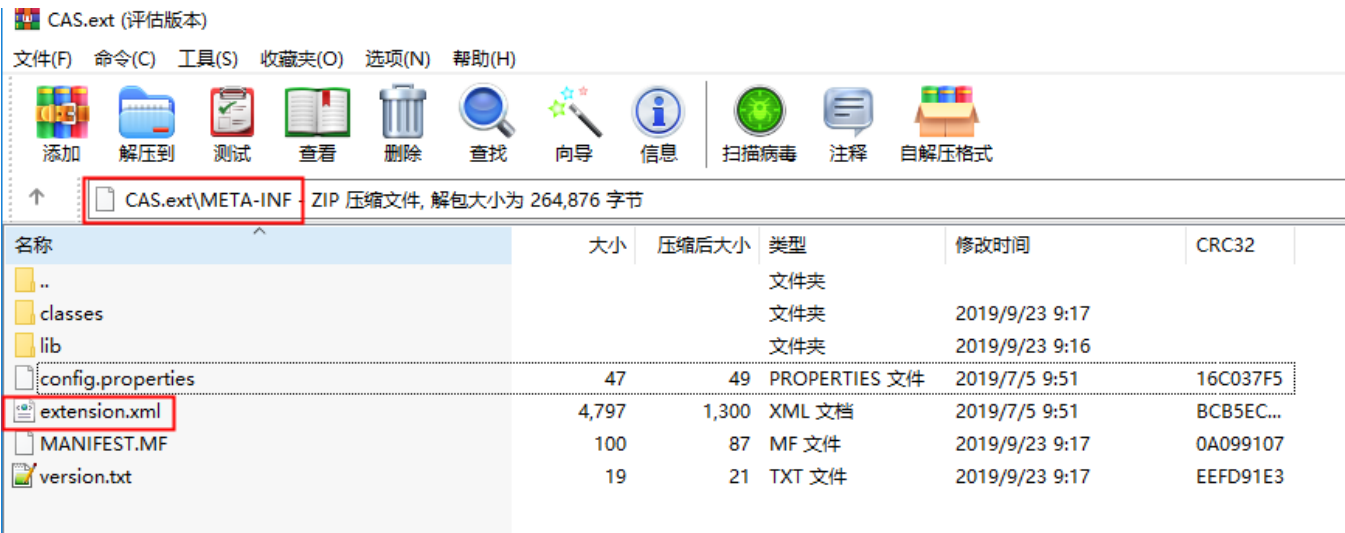 CAS.ext (评估版本)
文件(F) 命令(C) 工具(S) 收藏夹(O) 选项(N) 帮助(H)
添加 解压到 测试 查看 删除 查找 向导 信息 扫描病毒 注释 自解压格式
CAS.ext\META-INF - ZIP 压缩文件, 解包大小为 264,876 字节
名称 大小 压缩后大小 类型 修改时间 CRC32
.. 文件夹
classes 文件夹 2019/9/23 9:17
lib 文件夹 2019/9/23 9:16
config.properties 47 49 PROPERTIES 文件 2019/7/5 9:51 16C037F5
extension.xml 4,797 1,300 XML 文档 2019/7/5 9:51 BCB5EC...
MANIFEST.MF 100 87 MF 文件 2019/9/23 9:17 0A099107
version.txt 19 21 TXT 文件 2019/9/23 9:17 EEFD91E3